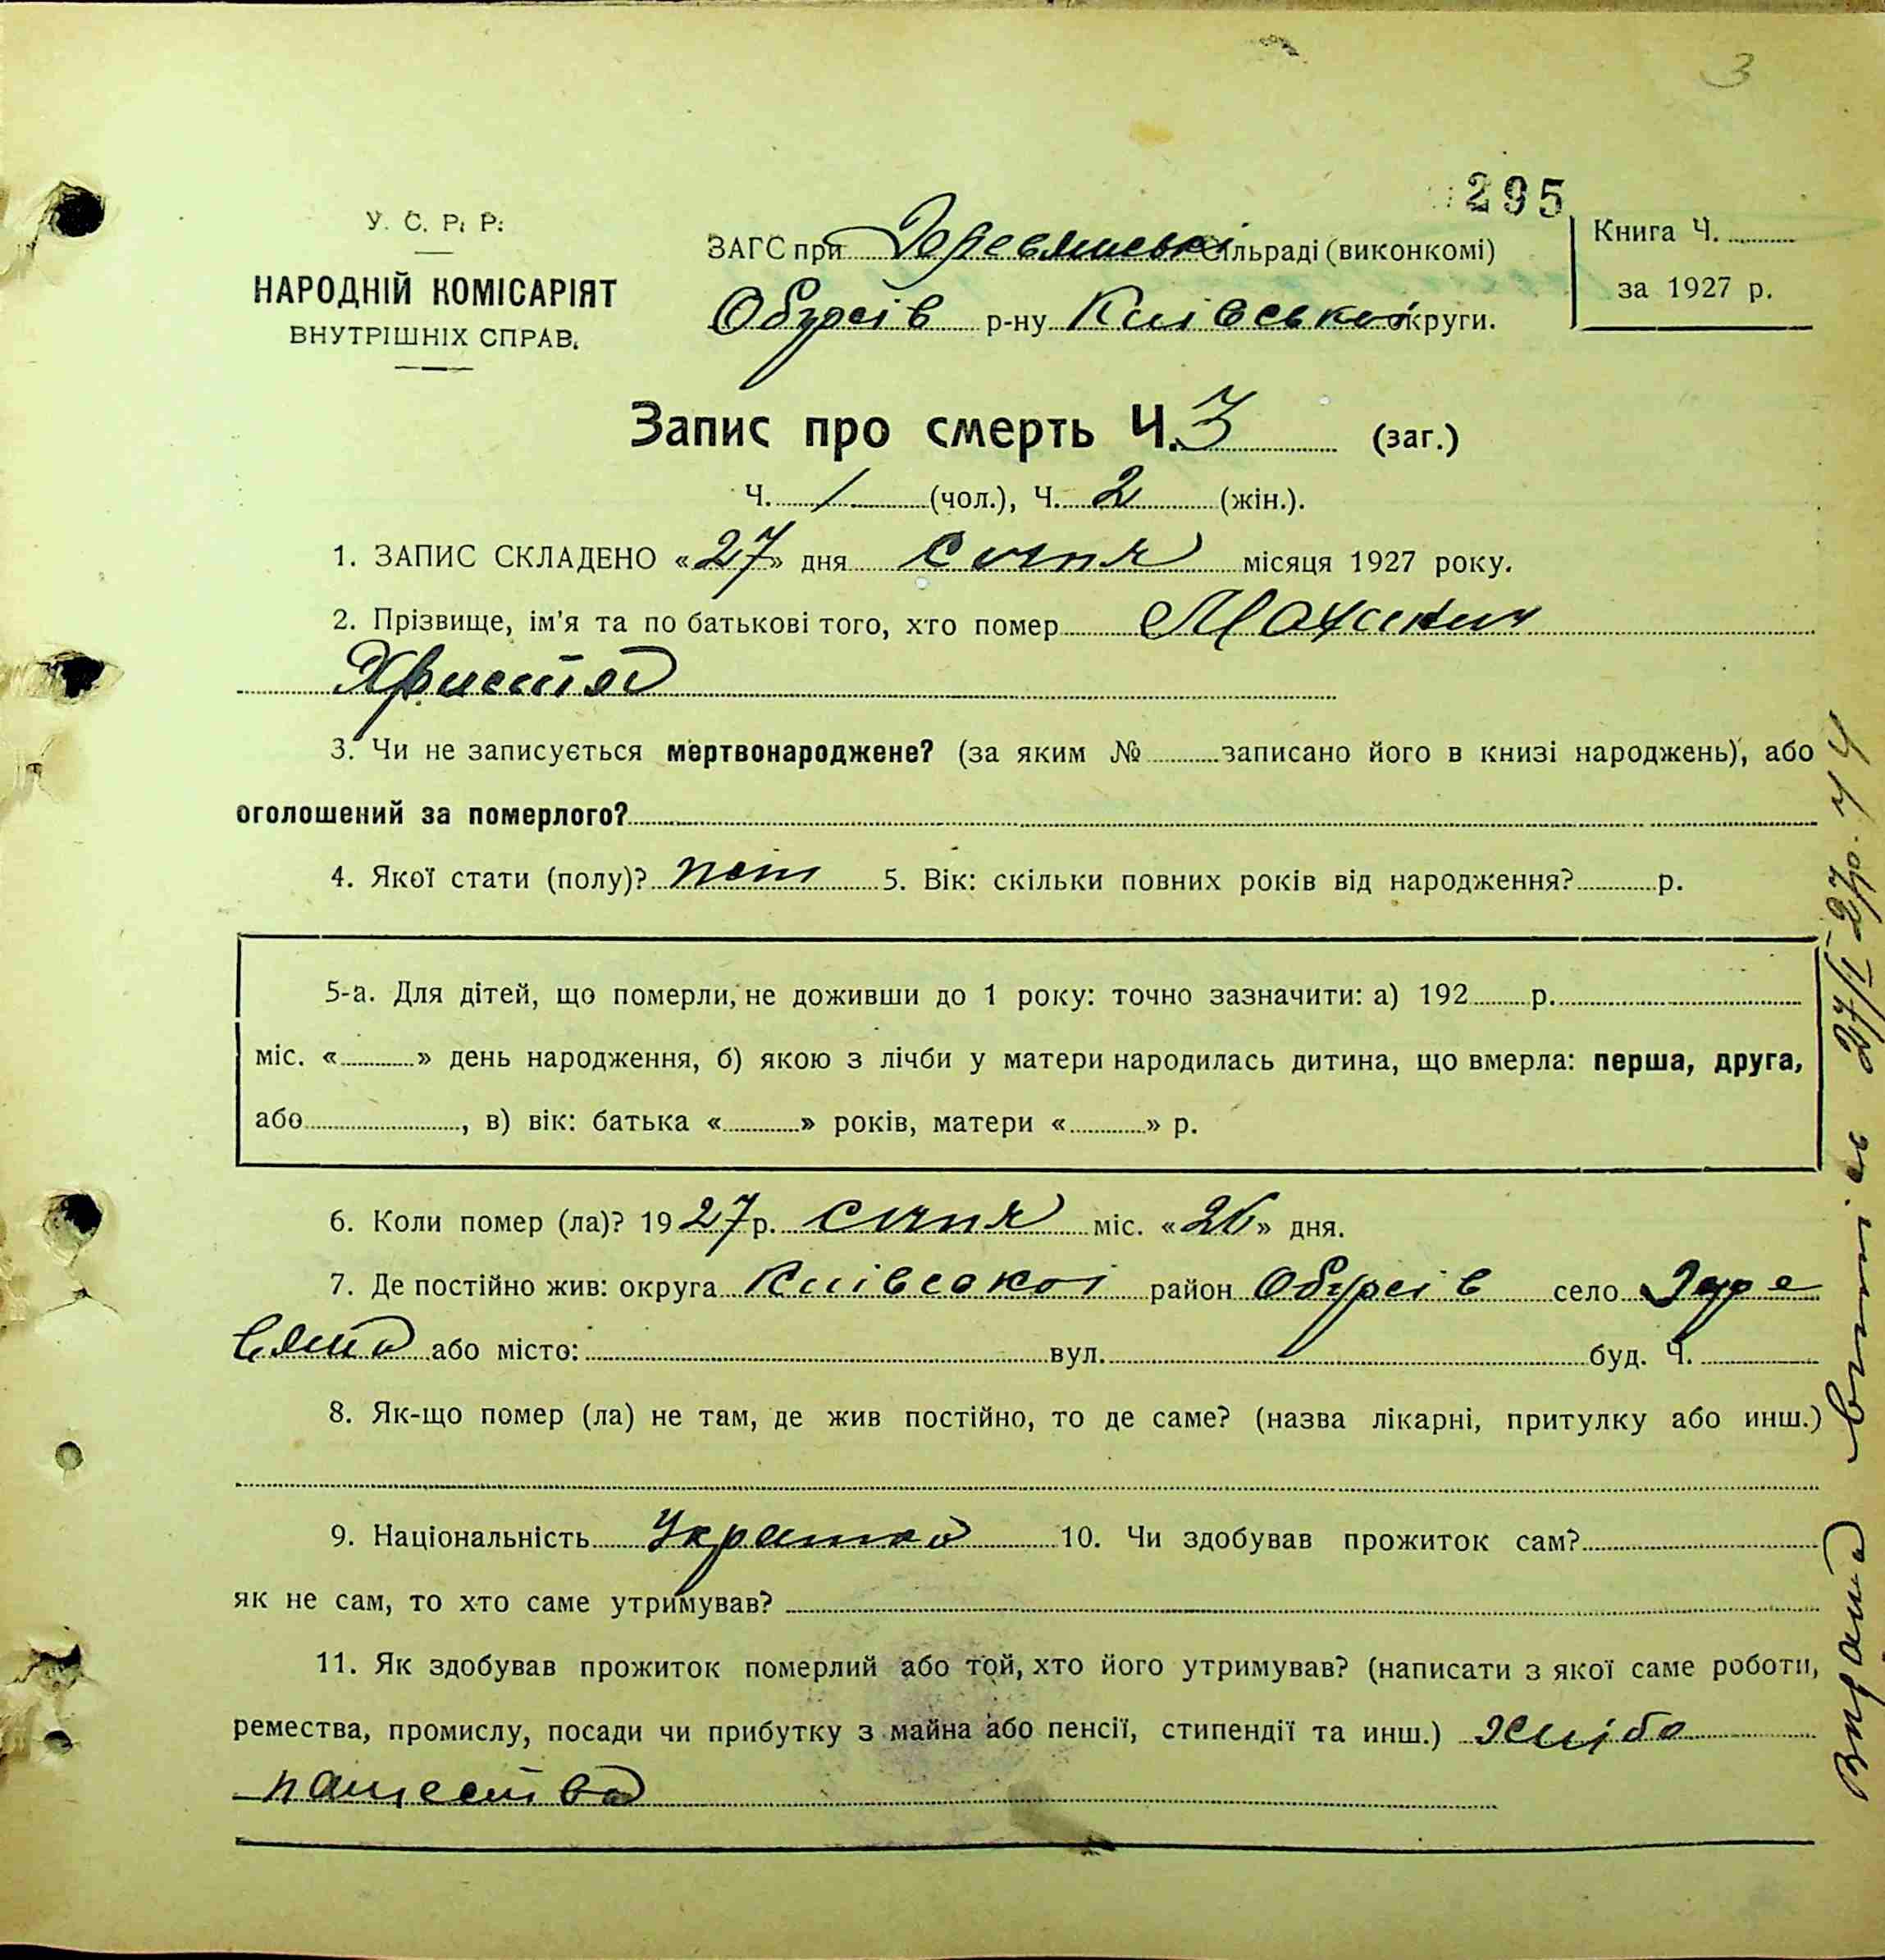 3
295
У. С. Р. Р.
НАРОДНІЙ КОМІСАРІЯТ
ВНУТРІШНІХ СПРАВ.
ЗАГС при Деревянські Сільраді (виконкомі)
Обухів р-ну Київської округи.
Книга Ч.
за 1927 р.
Запис про смерть Ч. 3 (заг.)
Ч. / (чол.), Ч. 2 (жін.).
1. ЗАПИС СКЛАДЕНО «27» дня січня місяця 1927 року.
2. Прізвище, ім'я та по батькові того, хто помер
Христя
3. Чи не записується мертвонароджене? (за яким № записано його в книзі народжень), або
оголошений за померлого?
4. Якої стати (полу)? 5. Вік: скільки повних років від народження? р.
5-а. Для дітей, що померли, не доживши до 1 року: точно зазначити: а) 192 р.
міс. « » день народження, б) якою з лічби у матери народилась дитина, що вмерла: перша, друга,
або , в) вік: батька « » років, матери « » р.
6. Коли помер (ла)? 1927 р. січня міс. «26» дня.
7. Де постійно жив: округа Київської район Обухів село Дере
вяна або місто: вул. буд. Ч.
8. Як-що помер (ла) не там, де жив постійно, то де саме? (назва лікарні, притулку або инш.)
9. Національність Украінка 10. Чи здобував прожиток сам?
як не сам, то хто саме утримував?
11. Як здобував прожиток померлий або той, хто його утримував? (написати з якої саме роботи,
ремества, промислу, посади чи прибутку з майна або пенсії, стипендії та инш.) хлібо
пашества
27/I 27р. Ч